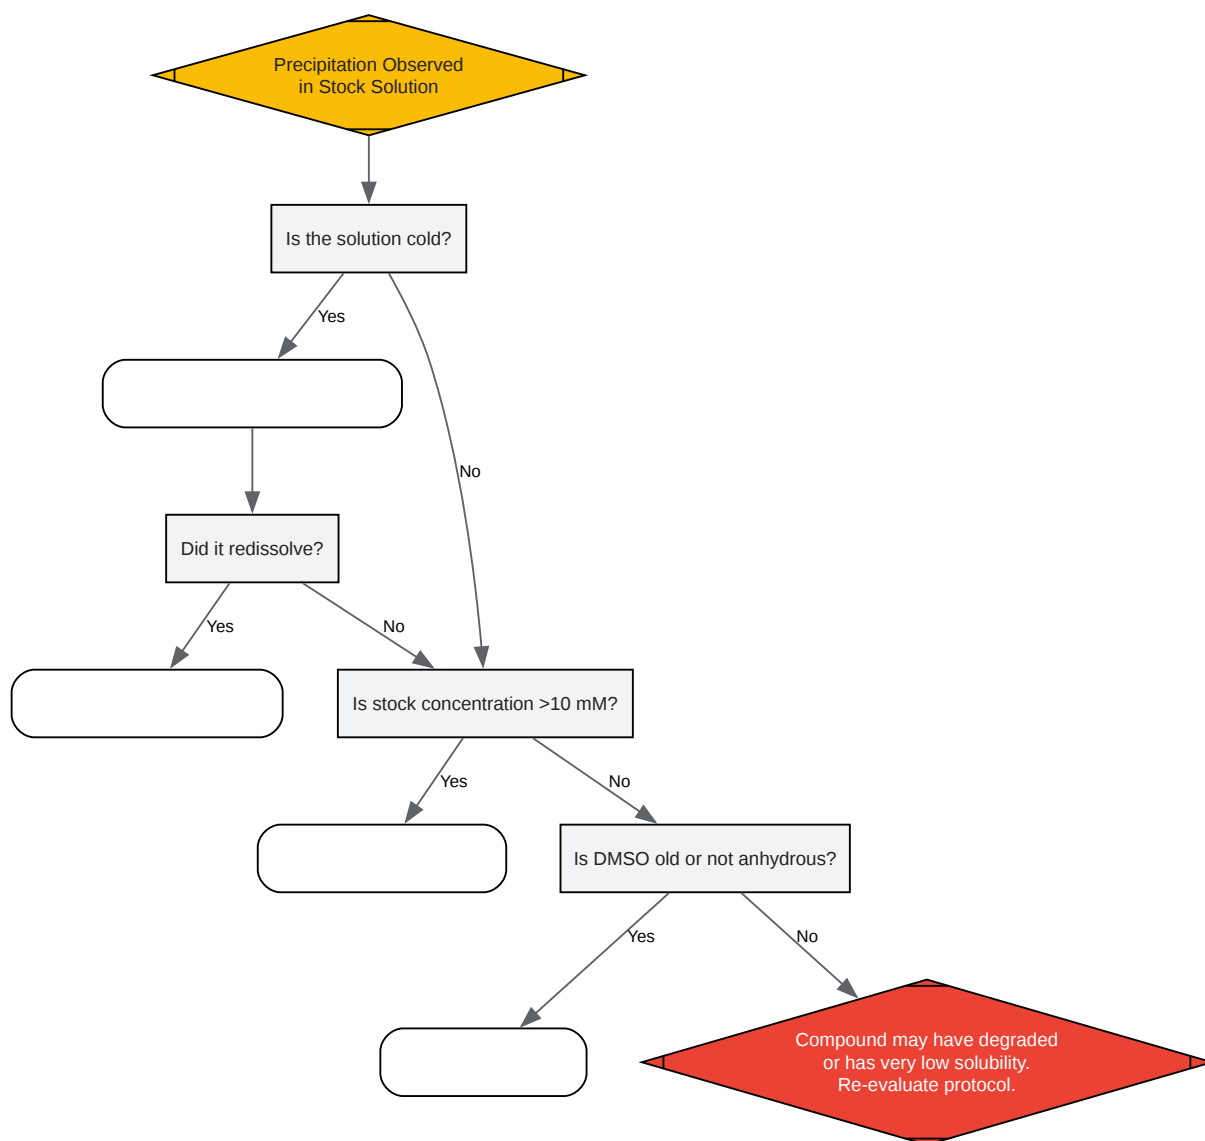 Precipitation Observed
in Stock Solution
Is the solution cold?
Yes
No
Did it redissolve?
Yes
No
Is stock concentration >10 mM?
Yes
No
Is DMSO old or not anhydrous?
Yes
No
Compound may have degraded
or has very low solubility.
Re-evaluate protocol.